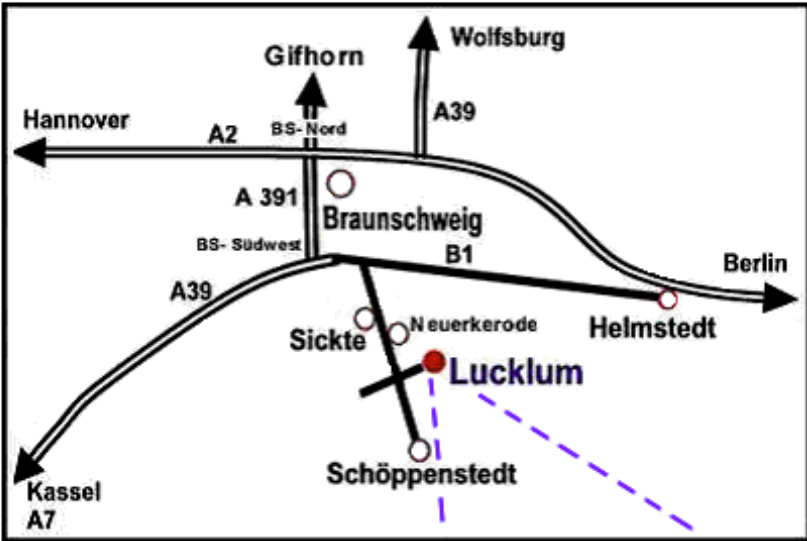 Wolfsburg
Gifhorn
Hannover
A2
BS-Nord
A39
A 391
Braunschweig
BS-Südwest
B1
Berlin
A39
Helmstedt
Sickte
Neuerkerode
Lucklum
Schöppenstedt
Kassel
A7